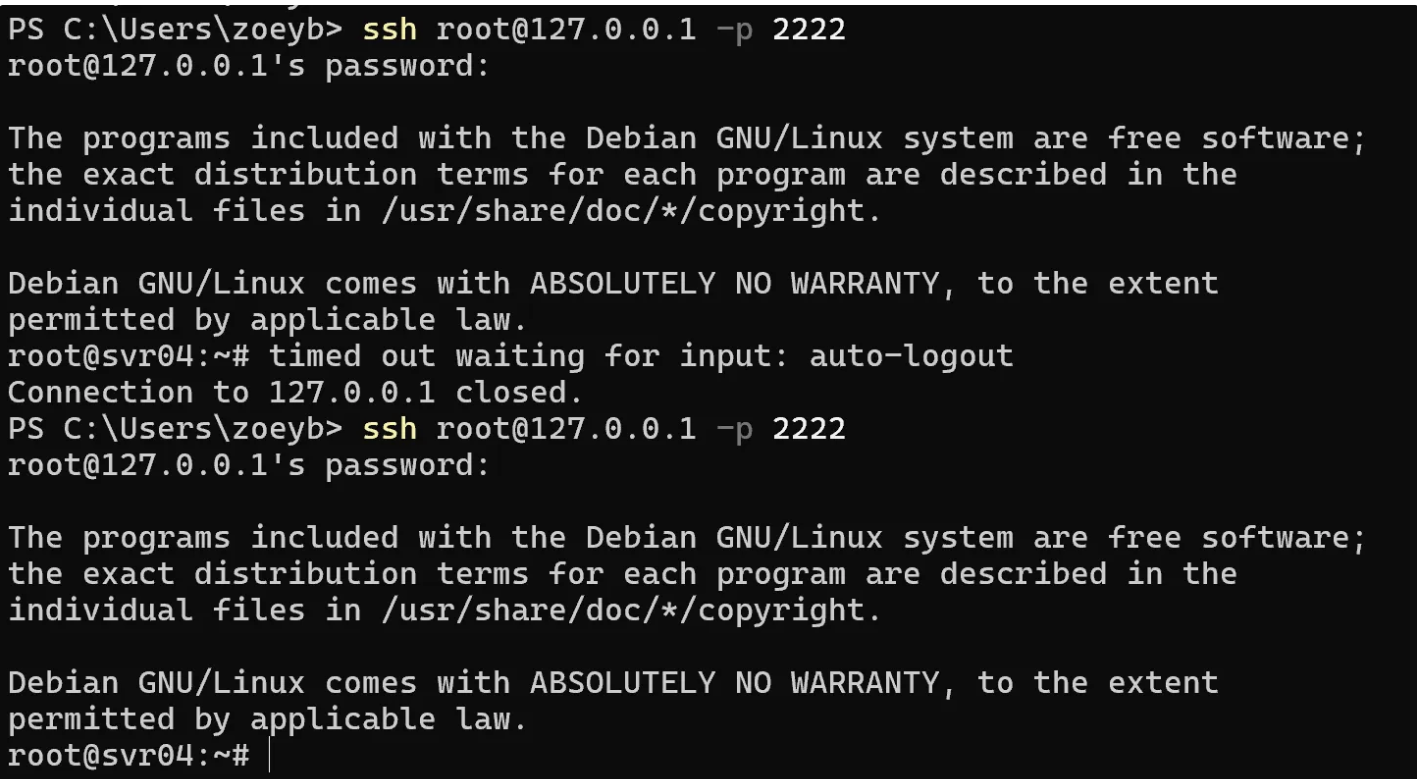 PS C:\Users\zoeyb> ssh root@127.0.0.1 -p 2222
root@127.0.0.1's password:
The programs included with the Debian GNU/Linux system are free software;
the exact distribution terms for each program are described in the
individual files in /usr/share/doc/*/copyright.
Debian GNU/Linux comes with ABSOLUTELY NO WARRANTY, to the extent
permitted by applicable law.
root@svr04:~# timed out waiting for input: auto-logout
Connection to 127.0.0.1 closed.
PS C:\Users\zoeyb> ssh root@127.0.0.1 -p 2222
root@127.0.0.1's password:
The programs included with the Debian GNU/Linux system are free software;
the exact distribution terms for each program are described in the
individual files in /usr/share/doc/*/copyright.
Debian GNU/Linux comes with ABSOLUTELY NO WARRANTY, to the extent
permitted by applicable law.
root@svr04:~#